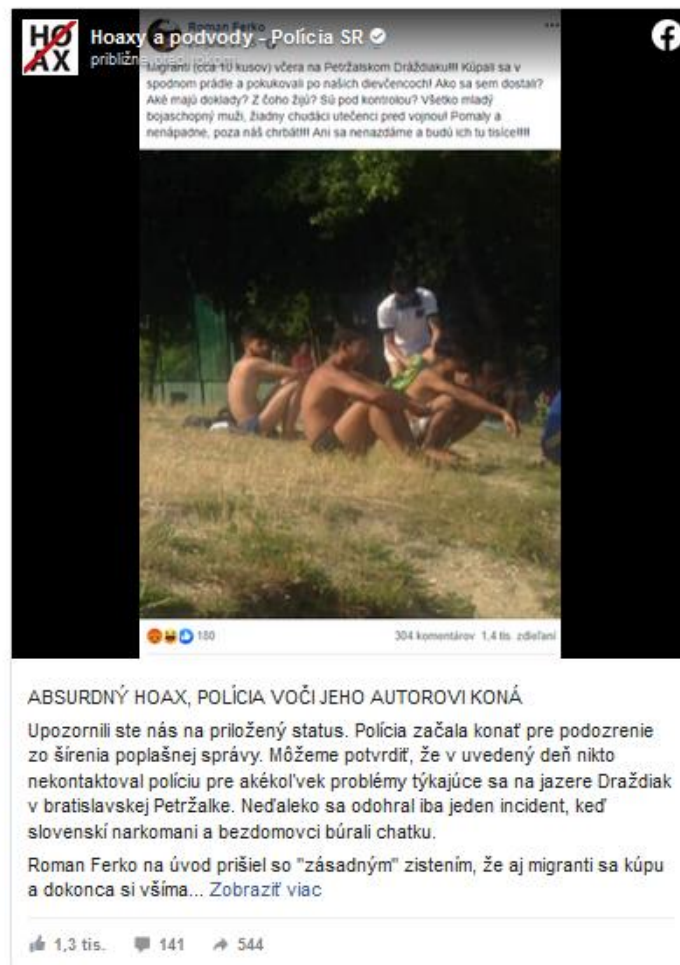 HOAX
Hoaxy a podvody - Polícia SR
približne pred rokom
Roman Ferko
Migranti (cca 10 kusov) včera na Petržalskom Dráždiaku!!!! Kúpali sa v
spodnom prádle a pokukovali po našich dievčencoch! Ako sa sem dostali?
Aké majú doklady? Z čoho žijú? Sú pod kontrolou? Všetko mladý
bojaschopný muži, žiadny chudáci utečenci pred vojnou! Pomaly a
nenápadne, poza náš chrbát!!!! Ani sa nenazdáme a budú ich tu tisíce!!!!!
180
304 komentárov 1,4 tis. zdieľaní
ABSURDNÝ HOAX, POLÍCIA VOČI JEHO AUTOROVI KONÁ
Upozornili ste nás na priložený status. Polícia začala konať pre podozrenie
zo šírenia poplašnej správy. Môžeme potvrdiť, že v uvedený deň nikto
nekontaktoval políciu pre akékoľvek problémy týkajúce sa na jazere Draždiak
v bratislavskej Petržalke. Neďaleko sa odohral iba jeden incident, keď
slovenskí narkomani a bezdomovci búrali chatku.
Roman Ferko na úvod prišiel so "zásadným" zistením, že aj migranti sa kúpu
a dokonca si všíma... Zobraziť viac
1,3 tis. 141 544